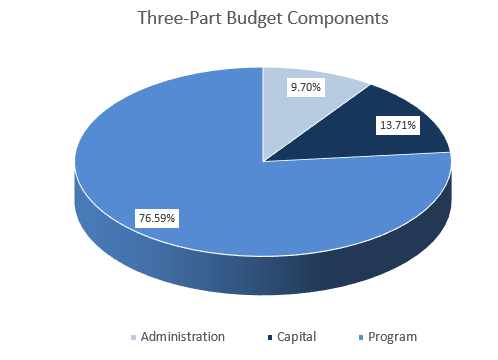 Three-Part Budget Components
9.70%
13.71%
76.59%
Administration
Capital
Program